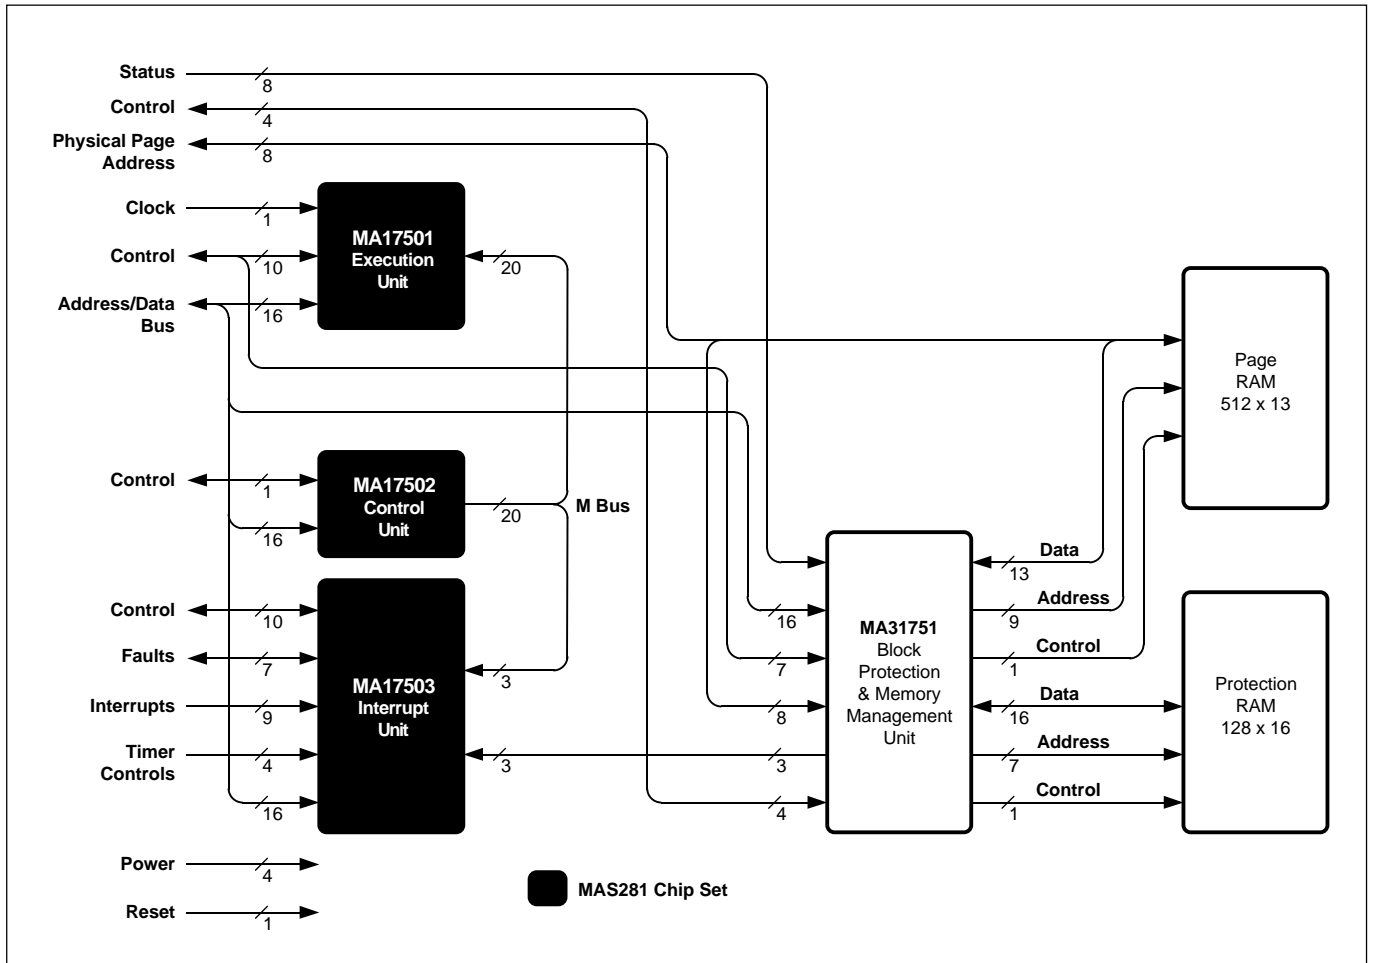 Status
8
Control
4
Physical Page
Address
8
Clock
1
Control
10
Address/Data
Bus
16
MA17501
Execution
Unit
20
Control
1
16
MA17502
Control
Unit
20
M Bus
Control
10
Faults
7
Interrupts
9
Timer
Controls
4
16
MA17503
Interrupt
Unit
3
3
Power
4
Reset
1
16
7
8
3
4
MA31751
Block
Protection
& Memory
Management
Unit
Data
13
Address
9
Control
1
Data
16
Address
7
Control
1
Page
RAM
512 x 13
Protection
RAM
128 x 16
MAS281 Chip Set